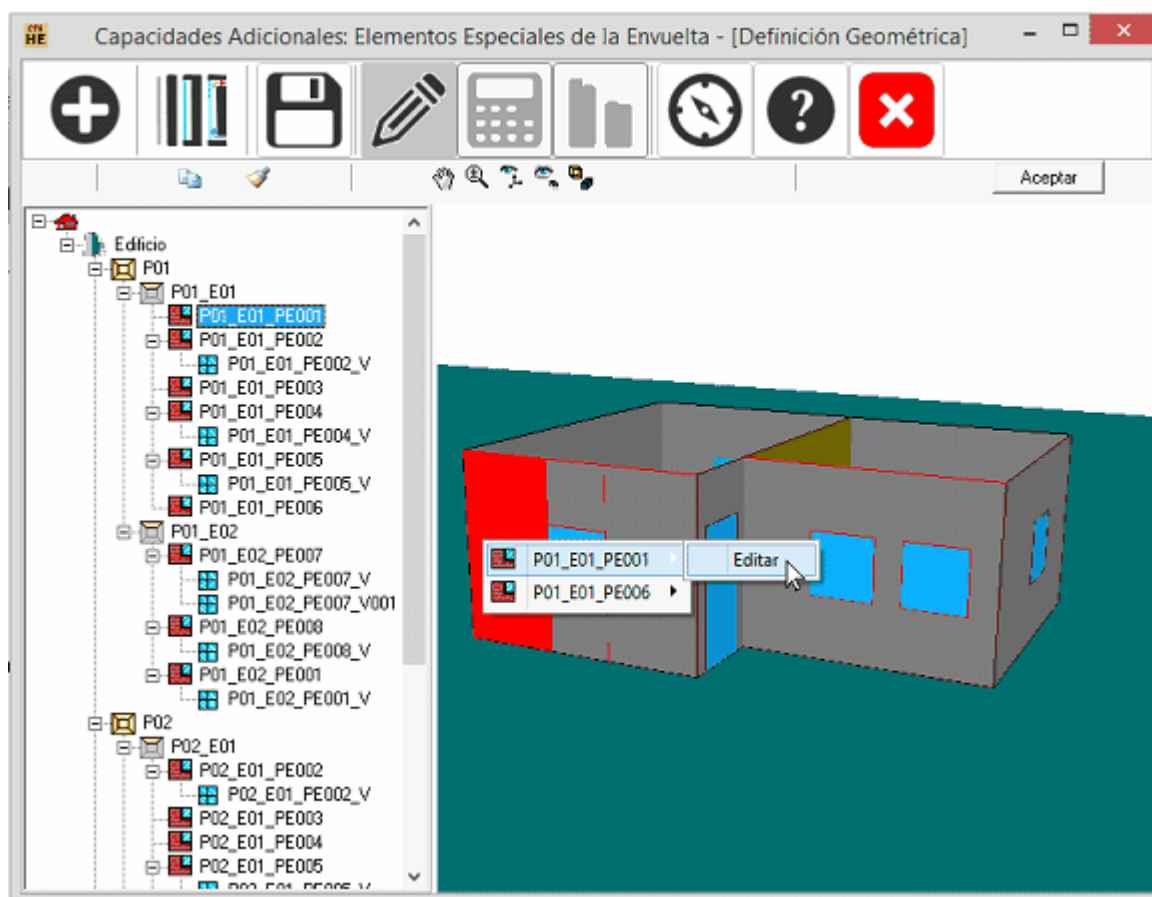 CTE
HE
Capacidades Adicionales: Elementos Especiales de la Envuelta - [Definición Geométrica]
Aceptar
Edificio
P01
P01_E01
P01_E01_PE001
P01_E01_PE002
P01_E01_PE002_V
P01_E01_PE003
P01_E01_PE004
P01_E01_PE004_V
P01_E01_PE005
P01_E01_PE005_V
P01_E01_PE006
P01_E02
P01_E02_PE007
P01_E02_PE007_V
P01_E02_PE007_V001
P01_E02_PE008
P01_E02_PE008_V
P01_E02_PE001
P01_E02_PE001_V
P02
P02_E01
P02_E01_PE002
P02_E01_PE002_V
P02_E01_PE003
P02_E01_PE004
P02_E01_PE005
P02_E01_PE005_V
P01_E01_PE001
Editar
P01_E01_PE006